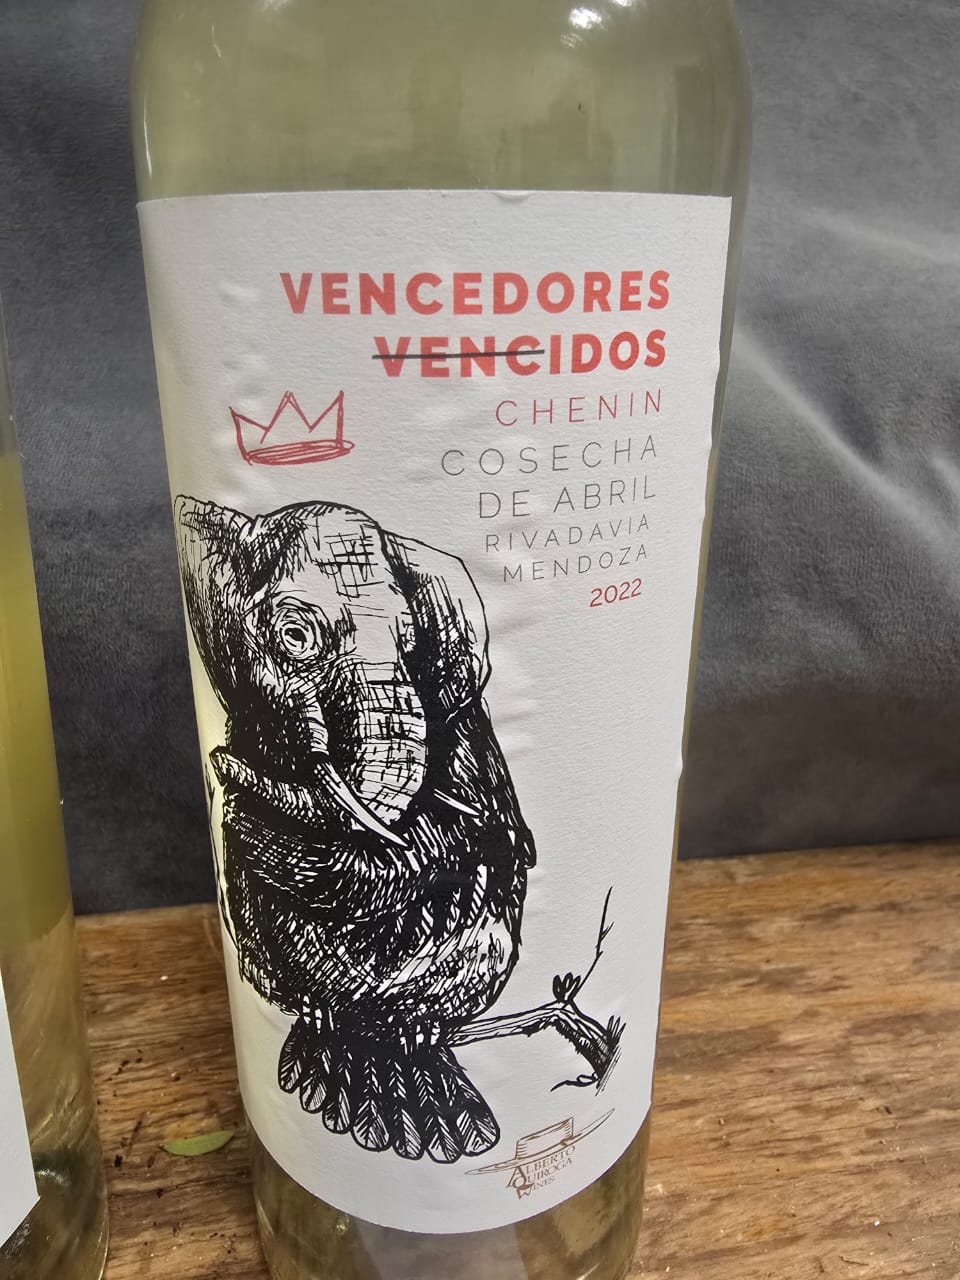 VENCEDORES
VENCIDOS
CHENIN
COSECHA
DE ABRIL
RIVADAVIA
MENDOZA
2022
ALBERTO
QUIROGA
WINES